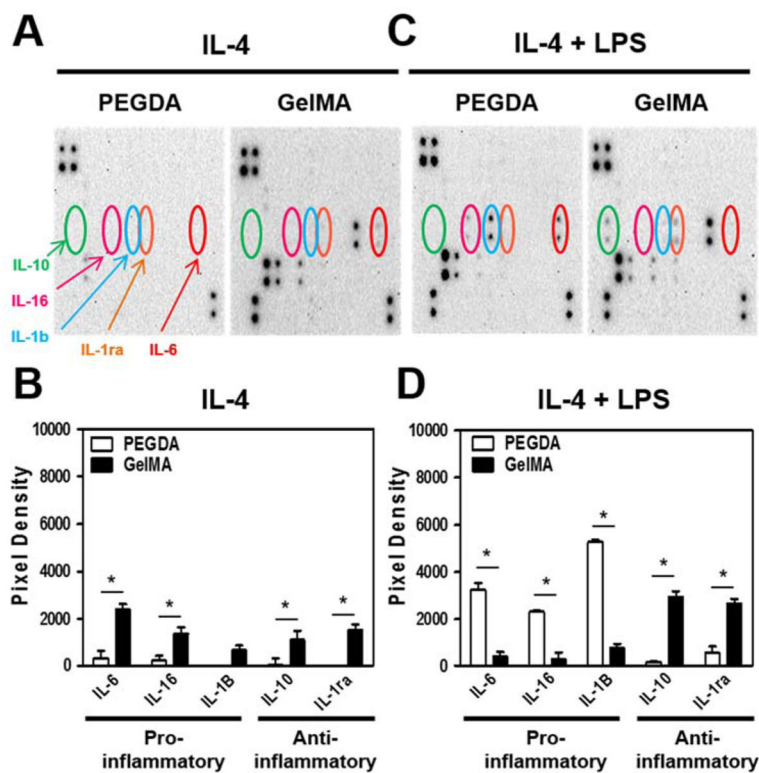 A
C
IL-4
IL-4 + LPS
PEGDA
GelMA
PEGDA
GelMA
IL-10
IL-16
IL-1b
IL-1ra
IL-6
B
IL-4
Pixel Density
10000
8000
6000
4000
2000
0
PEGDA
GelMA
*
*
*
*
IL-6
IL-16
IL-1B
IL-10
IL-1ra
Pro-
inflammatory
Anti-
inflammatory
D
IL-4 + LPS
Pixel Density
10000
8000
6000
4000
2000
0
PEGDA
GelMA
*
*
*
*
*
IL-6
IL-16
IL-1B
IL-10
IL-1ra
Pro-
inflammatory
Anti-
inflammatory